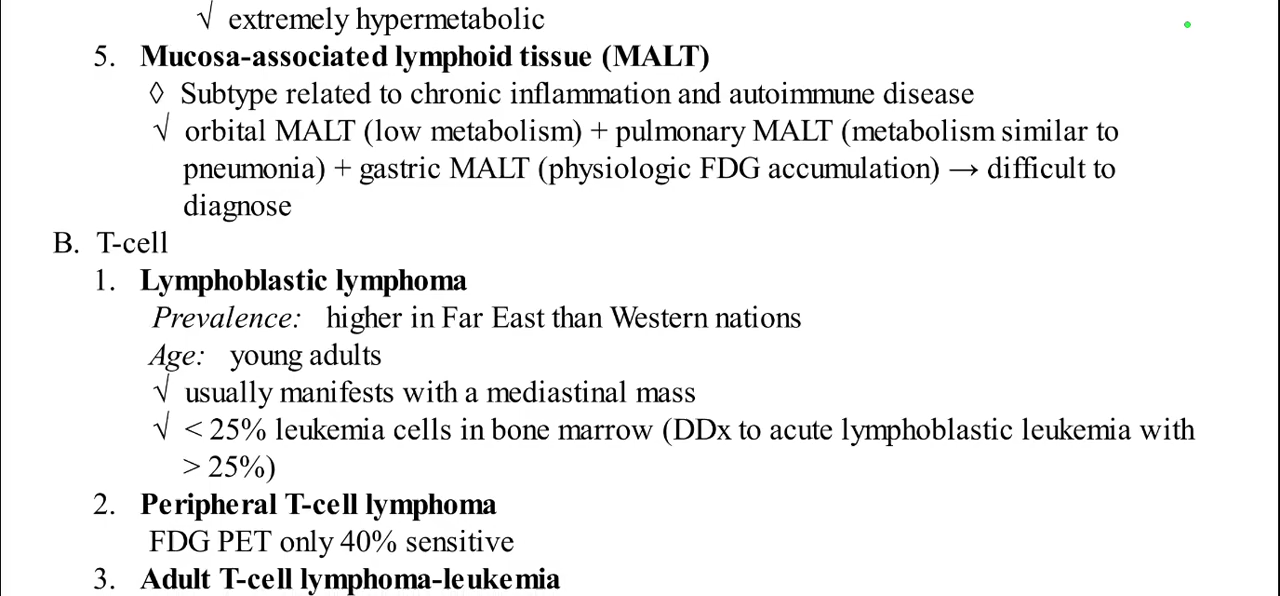 √ extremely hypermetabolic
5. Mucosa-associated lymphoid tissue (MALT)
◊ Subtype related to chronic inflammation and autoimmune disease
√ orbital MALT (low metabolism) + pulmonary MALT (metabolism similar to
pneumonia) + gastric MALT (physiologic FDG accumulation) → difficult to
diagnose
B. T-cell
1. Lymphoblastic lymphoma
Prevalence: higher in Far East than Western nations
Age: young adults
√ usually manifests with a mediastinal mass
√ < 25% leukemia cells in bone marrow (DDx to acute lymphoblastic leukemia with
> 25%)
2. Peripheral T-cell lymphoma
FDG PET only 40% sensitive
3. Adult T-cell lymphoma-leukemia